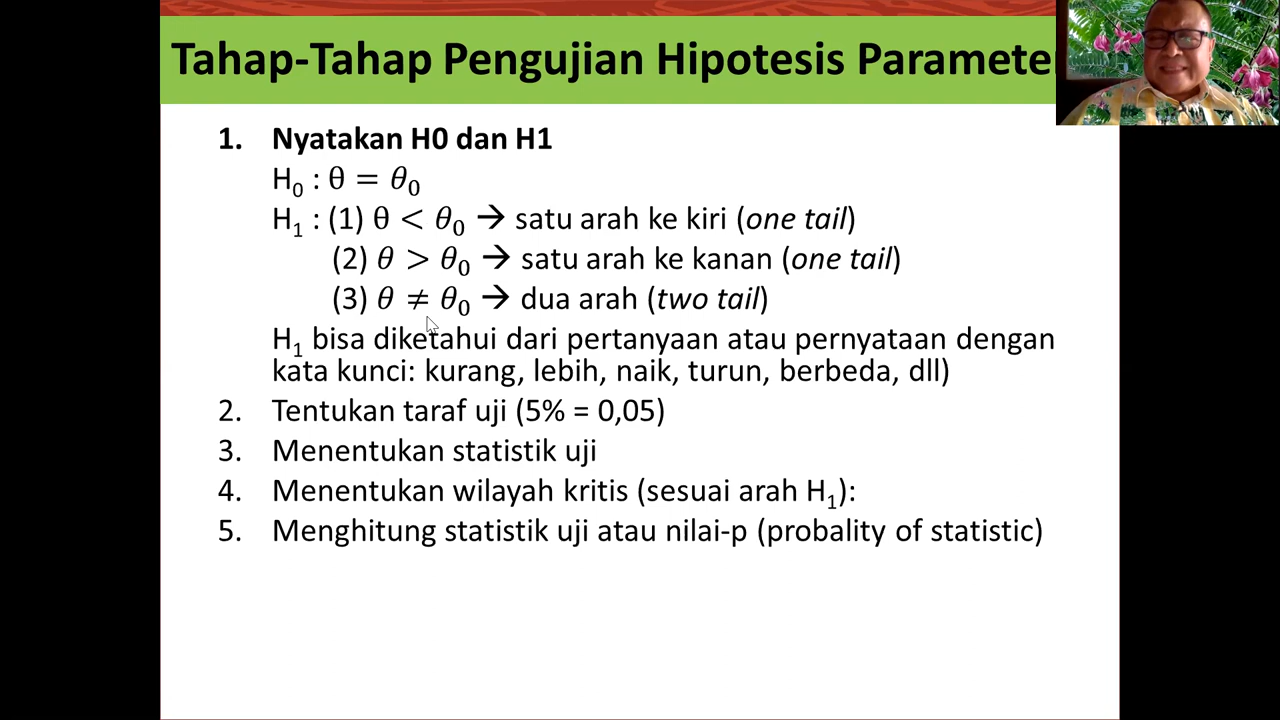 Tahap-Tahap Pengujian Hipotesis Parameter
1. Nyatakan H0 dan H1
H₀ : θ = θ₀
H₁ : (1) θ < θ₀ → satu arah ke kiri (one tail)
(2) θ > θ₀ → satu arah ke kanan (one tail)
(3) θ ≠ θ₀ → dua arah (two tail)
H₁ bisa diketahui dari pertanyaan atau pernyataan dengan
kata kunci: kurang, lebih, naik, turun, berbeda, dll)
2. Tentukan taraf uji (5% = 0,05)
3. Menentukan statistik uji
4. Menentukan wilayah kritis (sesuai arah H₁):
5. Menghitung statistik uji atau nilai-p (probality of statistic)